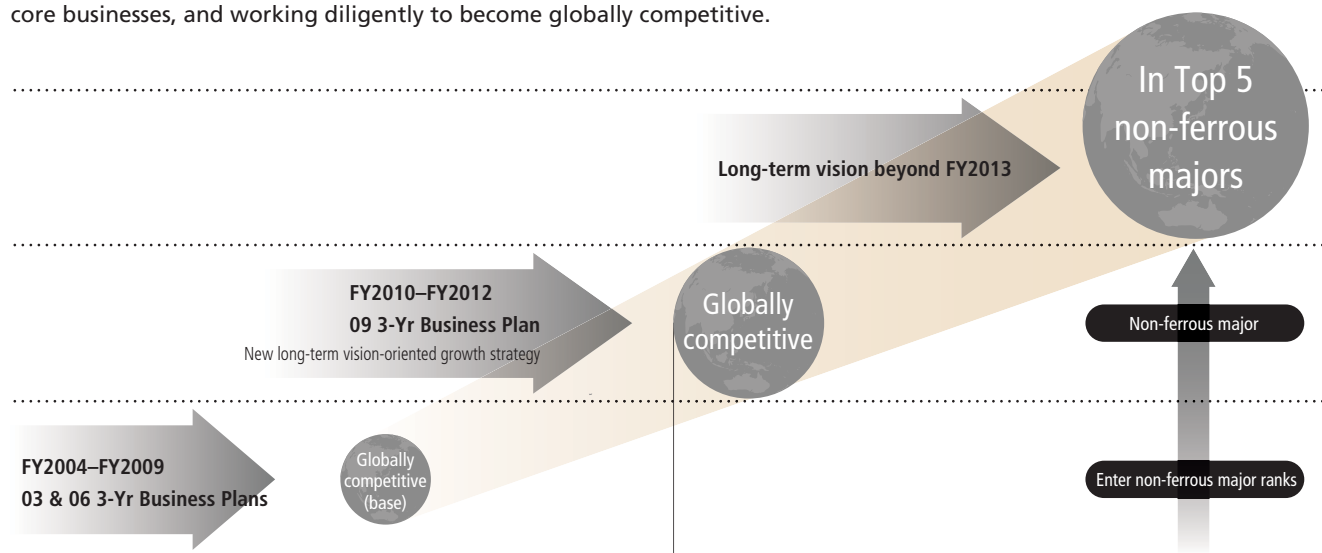 core businesses, and working diligently to become globally competitive.
In Top 5
non-ferrous
majors
Long-term vision beyond FY2013
FY2010–FY2012
09 3-Yr Business Plan
New long-term vision-oriented growth strategy
Globally
competitive
Non-ferrous major
FY2004–FY2009
03 & 06 3-Yr Business Plans
Globally
competitive
(base)
Enter non-ferrous major ranks